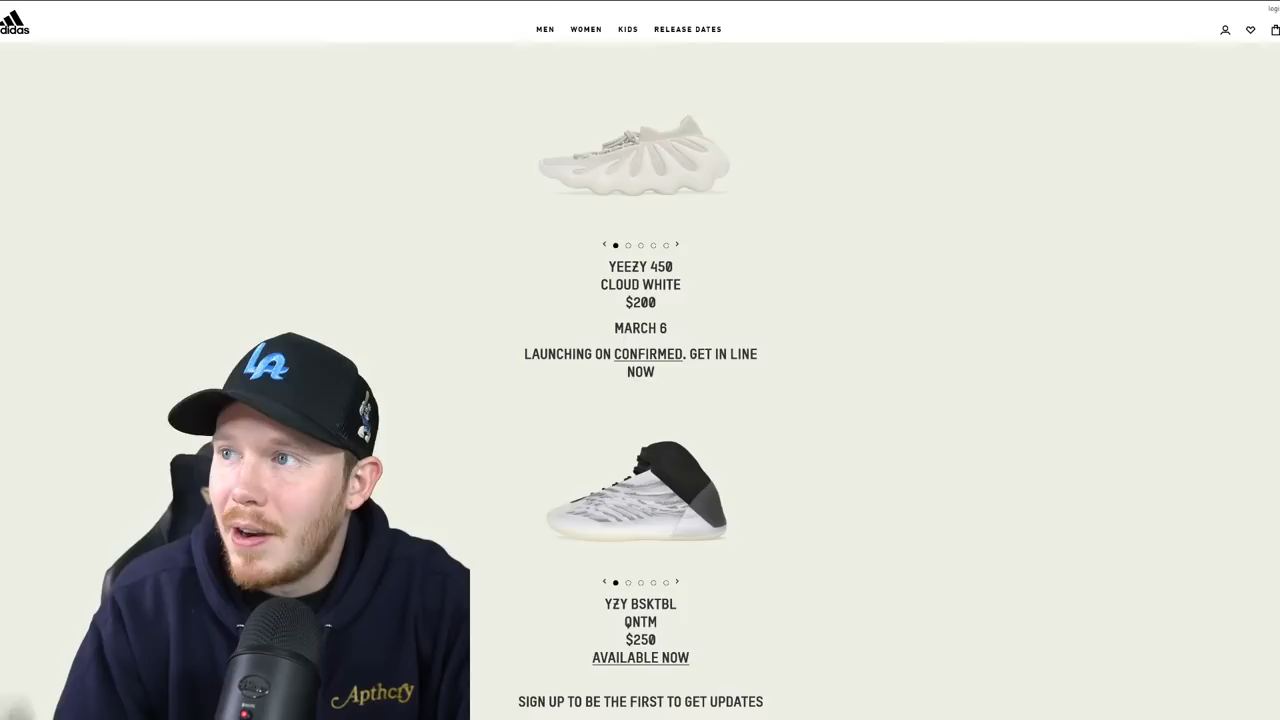 logi
adidas
MEN WOMEN KIDS RELEASE DATES
YEEZY 450
CLOUD WHITE
$200
MARCH 6
LAUNCHING ON CONFIRMED. GET IN LINE
NOW
LA
YZY BSKTBL
QNTM
$250
AVAILABLE NOW
Apthcry
SIGN UP TO BE THE FIRST TO GET UPDATES